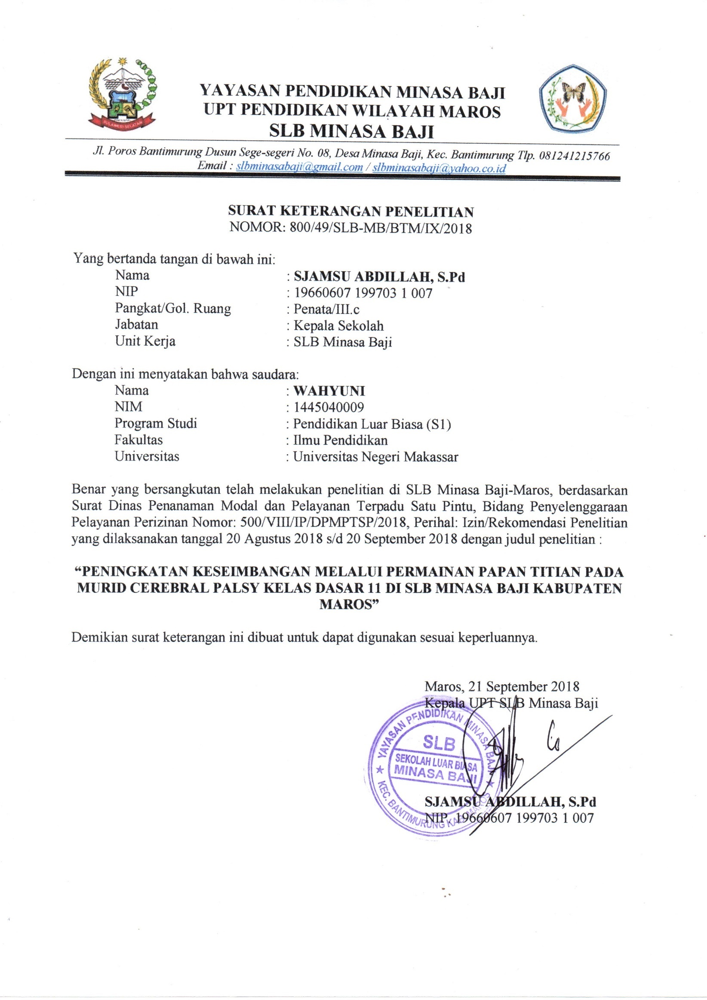 SULAWESI SELATAN
YAYASAN PENDIDIKAN MINASA BAJI
UPT PENDIDIKAN WILAYAH MAROS
SLB MINASA BAJI
Jl. Poros Bantimurung Dusun Sege-segeri No. 08, Desa Minasa Baji, Kec. Bantimurung Tlp. 081241215766
Email : slbminasabaji@gmail.com / slbminasabaji@yahoo.co.id
SURAT KETERANGAN PENELITIAN
NOMOR: 800/49/SLB-MB/BTM/IX/2018
Yang bertanda tangan di bawah ini:
Nama : SJAMSU ABDILLAH, S.Pd
NIP : 19660607 199703 1 007
Pangkat/Gol. Ruang : Penata/III.c
Jabatan : Kepala Sekolah
Unit Kerja : SLB Minasa Baji
Dengan ini menyatakan bahwa saudara:
Nama : WAHYUNI
NIM : 1445040009
Program Studi : Pendidikan Luar Biasa (S1)
Fakultas : Ilmu Pendidikan
Universitas : Universitas Negeri Makassar
Benar yang bersangkutan telah melakukan penelitian di SLB Minasa Baji-Maros, berdasarkan
Surat Dinas Penanaman Modal dan Pelayanan Terpadu Satu Pintu, Bidang Penyelenggaraan
Pelayanan Perizinan Nomor: 500/VIII/IP/DPMPTSP/2018, Perihal: Izin/Rekomendasi Penelitian
yang dilaksanakan tanggal 20 Agustus 2018 s/d 20 September 2018 dengan judul penelitian :
“PENINGKATAN KESEIMBANGAN MELALUI PERMAINAN PAPAN TITIAN PADA
MURID CEREBRAL PALSY KELAS DASAR 11 DI SLB MINASA BAJI KABUPATEN
MAROS”
Demikian surat keterangan ini dibuat untuk dapat digunakan sesuai keperluannya.
Maros, 21 September 2018
Kepala UPT SLB Minasa Baji
YAYASAN PENDIDIKAN MINASA BAJI
SLB
SEKOLAH LUAR BIASA
MINASA BAJI
KEC. BANTIMURUNG KAB. MAROS
SJAMSU ABDILLAH, S.Pd
NIP. 19660607 199703 1 007